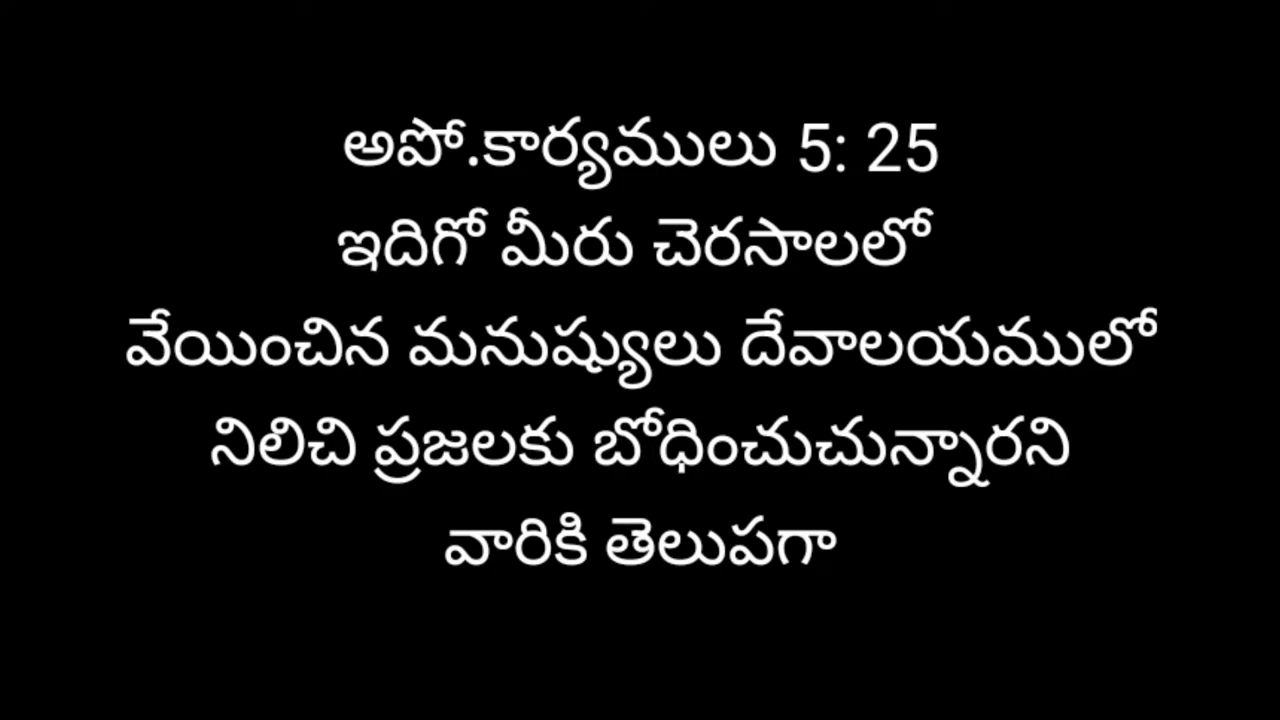 అపో.కార్యములు 5: 25
ఇదిగో మీరు చెరసాలలో
వేయించిన మనుష్యులు దేవాలయములో
నిలిచి ప్రజలకు బోధించుచున్నారని
వారికి తెలుపగా